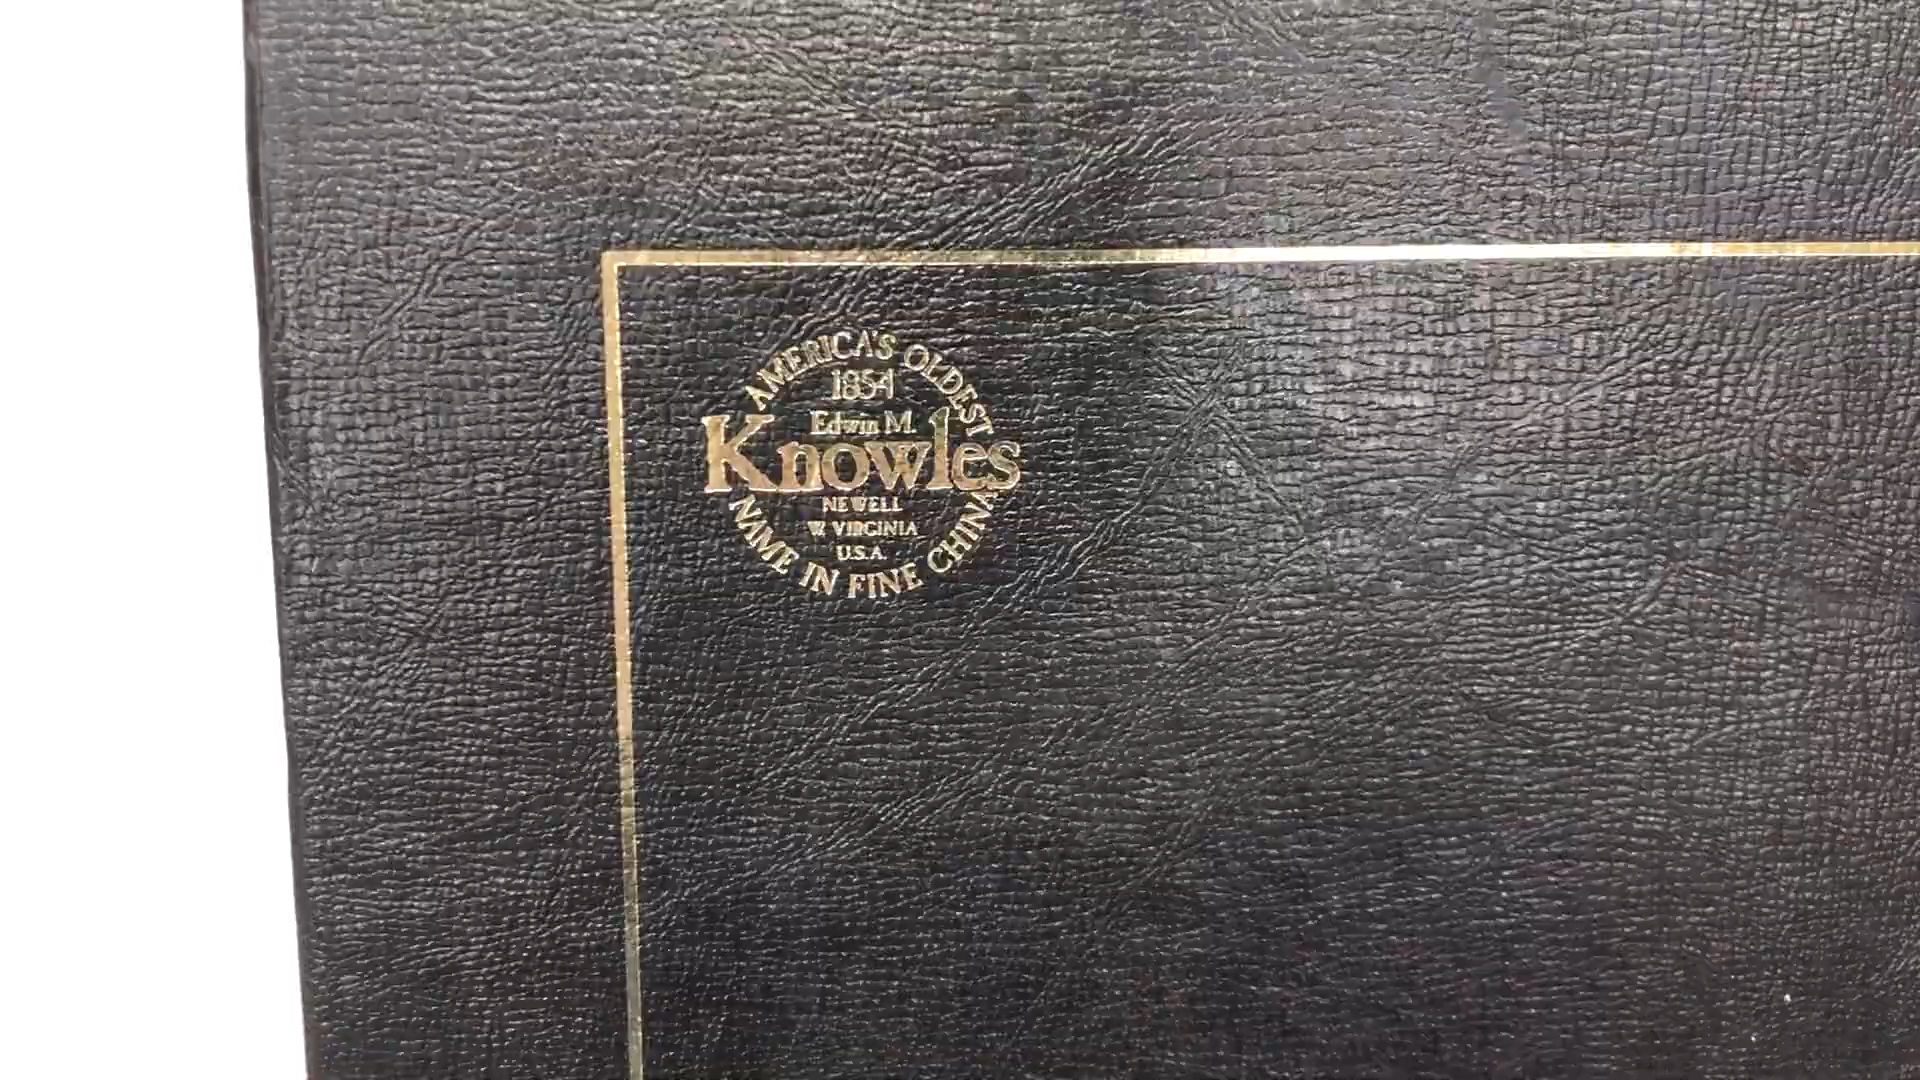 AMERICA'S OLDEST
1854
Edwin M.
Knowles
NEWELL
W. VIRGINIA
U.S.A.
NAME IN FINE CHINA